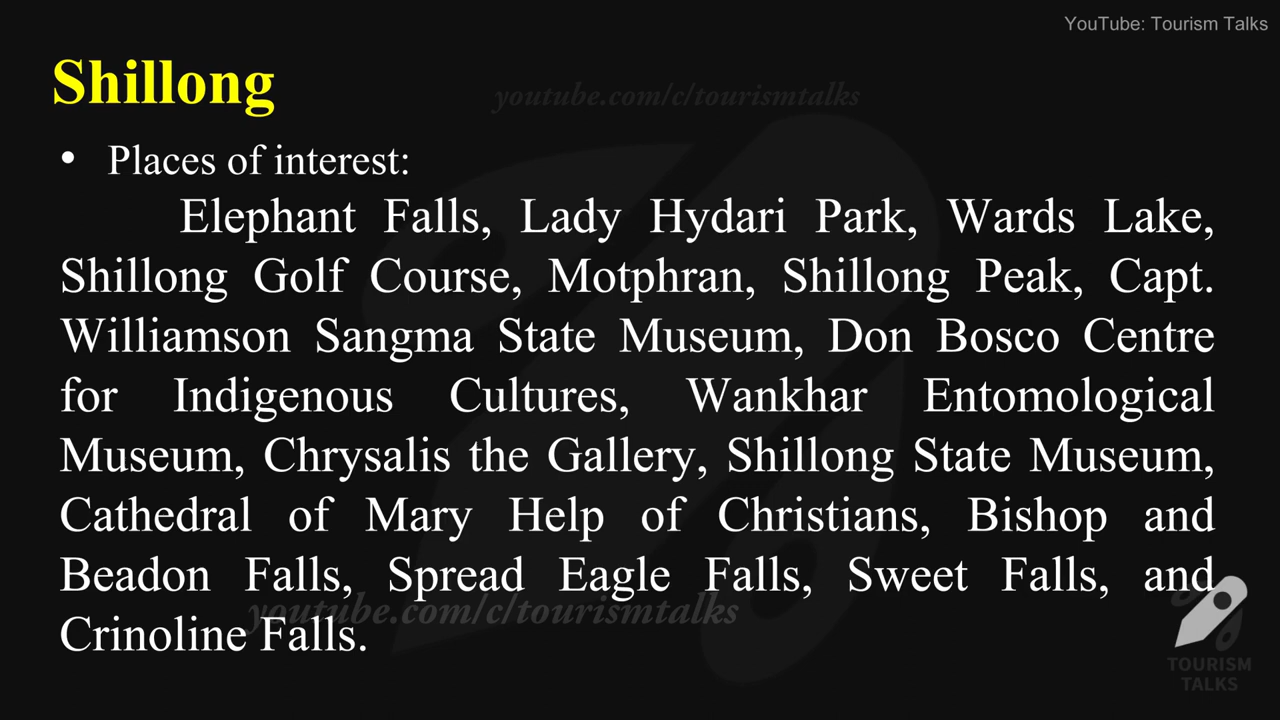 YouTube: Tourism Talks
Shillong
youtube.com/c/tourismtalks
• Places of interest:
Elephant Falls, Lady Hydari Park, Wards Lake,
Shillong Golf Course, Motphran, Shillong Peak, Capt.
Williamson Sangma State Museum, Don Bosco Centre
for Indigenous Cultures, Wankhar Entomological
Museum, Chrysalis the Gallery, Shillong State Museum,
Cathedral of Mary Help of Christians, Bishop and
Beadon Falls, Spread Eagle Falls, Sweet Falls, and
youtube.com/c/tourismtalks
Crinoline Falls.
TOURISM
TALKS